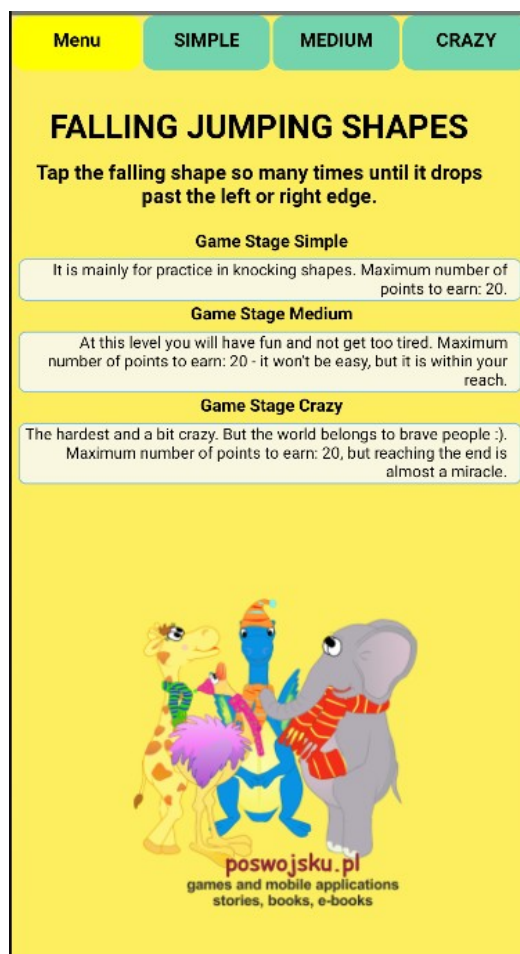 Menu SIMPLE MEDIUM CRAZY
FALLING JUMPING SHAPES
Tap the falling shape so many times until it drops
past the left or right edge.
Game Stage Simple
It is mainly for practice in knocking shapes. Maximum number of
points to earn: 20.
Game Stage Medium
At this level you will have fun and not get too tired. Maximum
number of points to earn: 20 - it won't be easy, but it is within your
reach.
Game Stage Crazy
The hardest and a bit crazy. But the world belongs to brave people :).
Maximum number of points to earn: 20, but reaching the end is
almost a miracle.
poswojsku.pl
games and mobile applications
stories, books, e-books